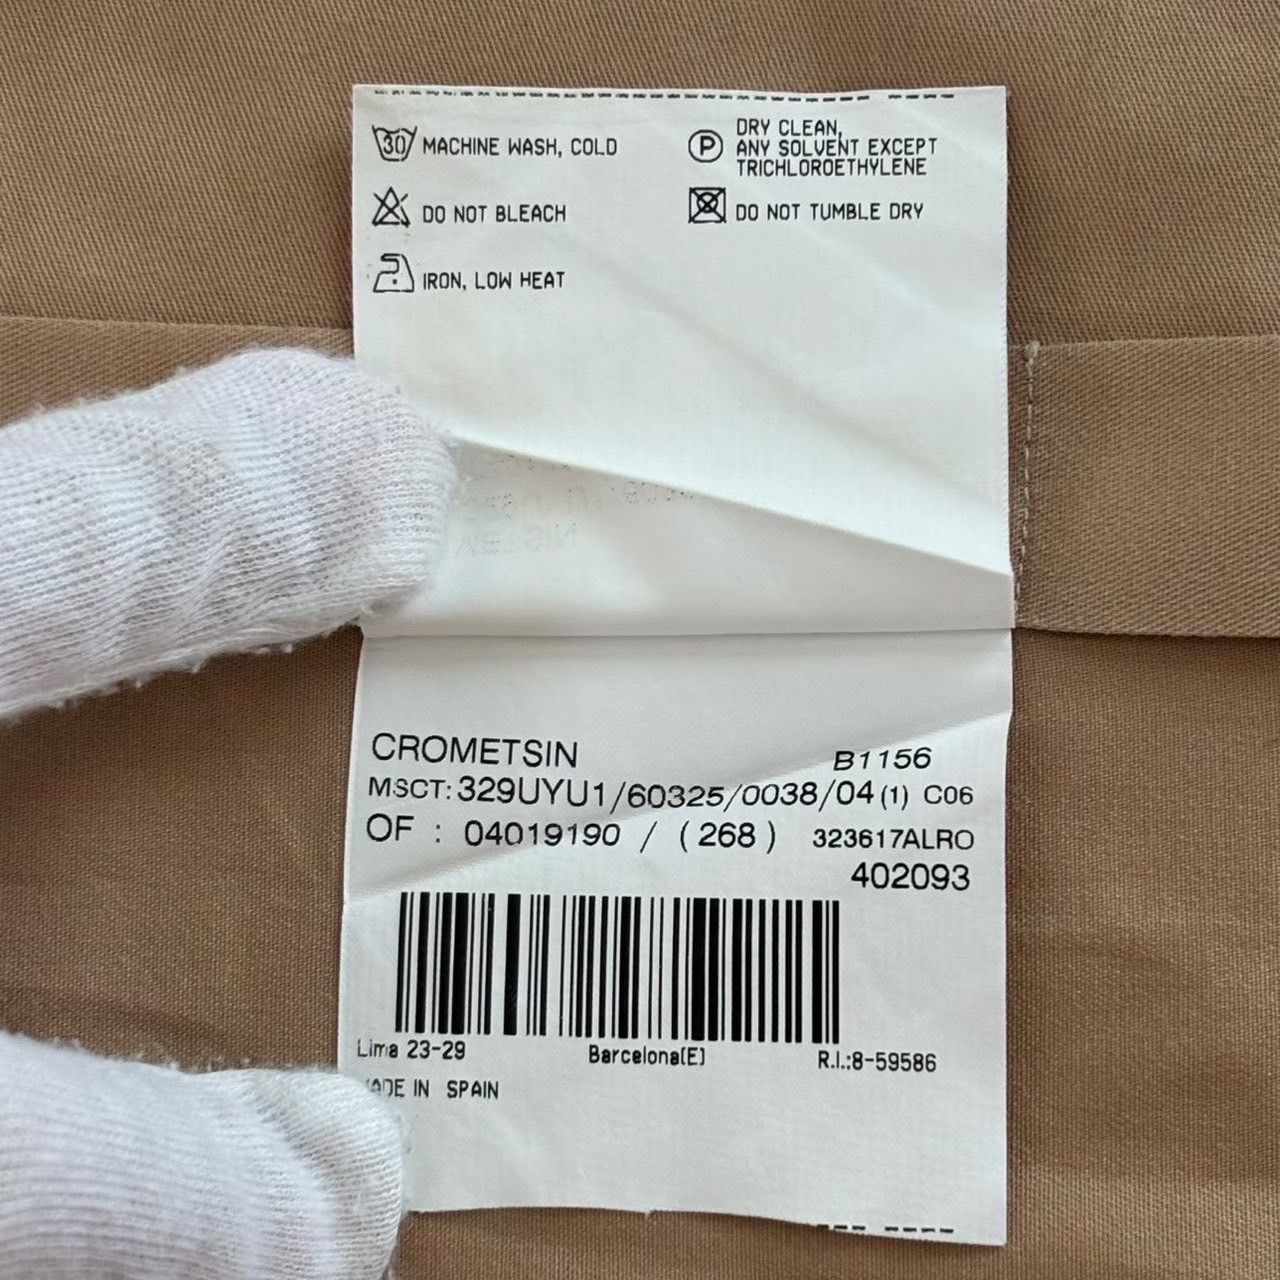 30 MACHINE WASH, COLD
P DRY CLEAN,
ANY SOLVENT EXCEPT
TRICHLOROETHYLENE
DO NOT BLEACH
DO NOT TUMBLE DRY
IRON, LOW HEAT
CROMETSIN B1156
MSCT: 329UYU1/60325/0038/04 (1) C06
OF : 04019190 / (268) 323617ALRO
402093
Lima 23-29 Barcelona(E) R.I.:8-59586
MADE IN SPAIN